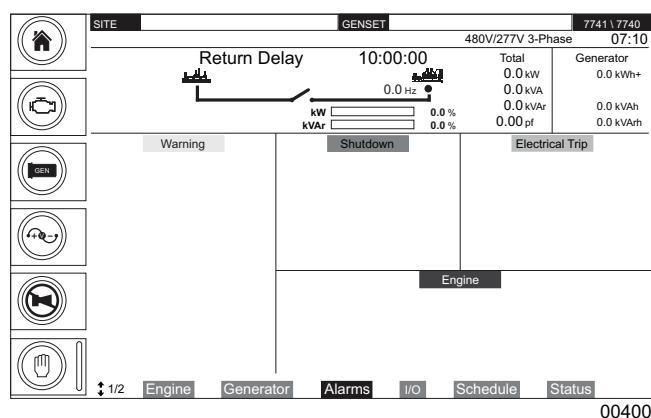 SITE GENSET 7741 \ 7740
480V/277V 3-Phase 07:10
Return Delay 10:00:00 Total Generator
0.0 kW 0.0 kWh+
0.0 Hz 0.0 kVA
0.0 kVAr 0.0 kVAh
kW 0.0 %
0.00 pf 0.0 kVArh
kVAr 0.0 %
Warning Shutdown Electrical Trip
GEN
Engine
1/2 Engine Generator Alarms I/O Schedule Status
00400